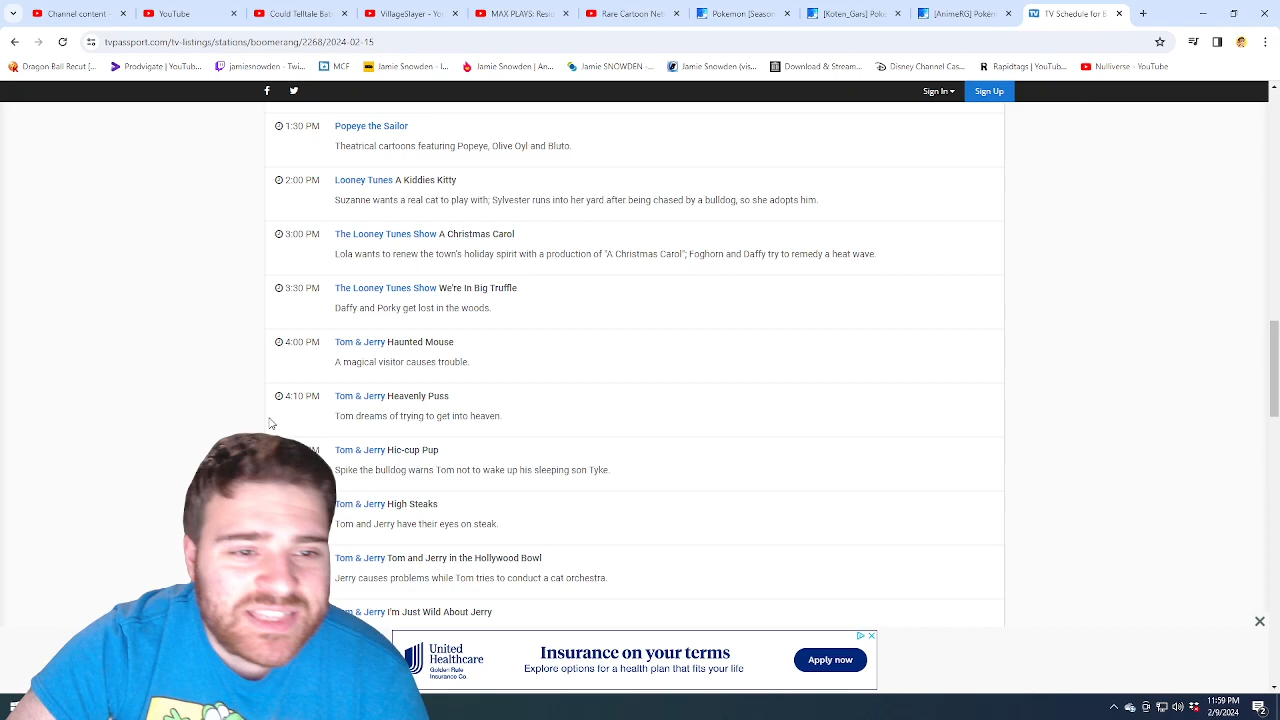 Channel content
YouTube
Could Telltale Bat
VillageSlayer - T
MAX PLAYS: Resid
Rare Cartoon Net
Pokémon [Season
[Koten Gars] Poke
[AnimeRG] Pokém
TV Schedule for B
tvpassport.com/tv-listings/stations/boomerang/2268/2024-02-15
Dragon Ball Recut (...
Prodvigate | YouTub...
jamiesnowden - Twi...
MCF
Jamie Snowden - I...
Jamie Snowden | An...
Jamie SNOWDEN -...
Jamie Snowden (vis...
Download & Stream...
Disney Channel Cas...
Rapidtags | YouTub...
Nulliverse - YouTube
Sign In
Sign Up
1:30 PM Popeye the Sailor
Theatrical cartoons featuring Popeye, Olive Oyl and Bluto.
2:00 PM Looney Tunes A Kiddies Kitty
Suzanne wants a real cat to play with; Sylvester runs into her yard after being chased by a bulldog, so she adopts him.
3:00 PM The Looney Tunes Show A Christmas Carol
Lola wants to renew the town's holiday spirit with a production of "A Christmas Carol"; Foghorn and Daffy try to remedy a heat wave.
3:30 PM The Looney Tunes Show We're In Big Truffle
Daffy and Porky get lost in the woods.
4:00 PM Tom & Jerry Haunted Mouse
A magical visitor causes trouble.
4:10 PM Tom & Jerry Heavenly Puss
Tom dreams of trying to get into heaven.
Tom & Jerry Hic-cup Pup
Spike the bulldog warns Tom not to wake up his sleeping son Tyke.
Tom & Jerry High Steaks
Tom and Jerry have their eyes on steak.
Tom & Jerry Tom and Jerry in the Hollywood Bowl
Jerry causes problems while Tom tries to conduct a cat orchestra.
& Jerry I'm Just Wild About Jerry
United
Healthcare
Golden Rule
Insurance Co.
Insurance on your terms
Explore options for a health plan that fits your life
Apply now
11:59 PM
2/9/2024